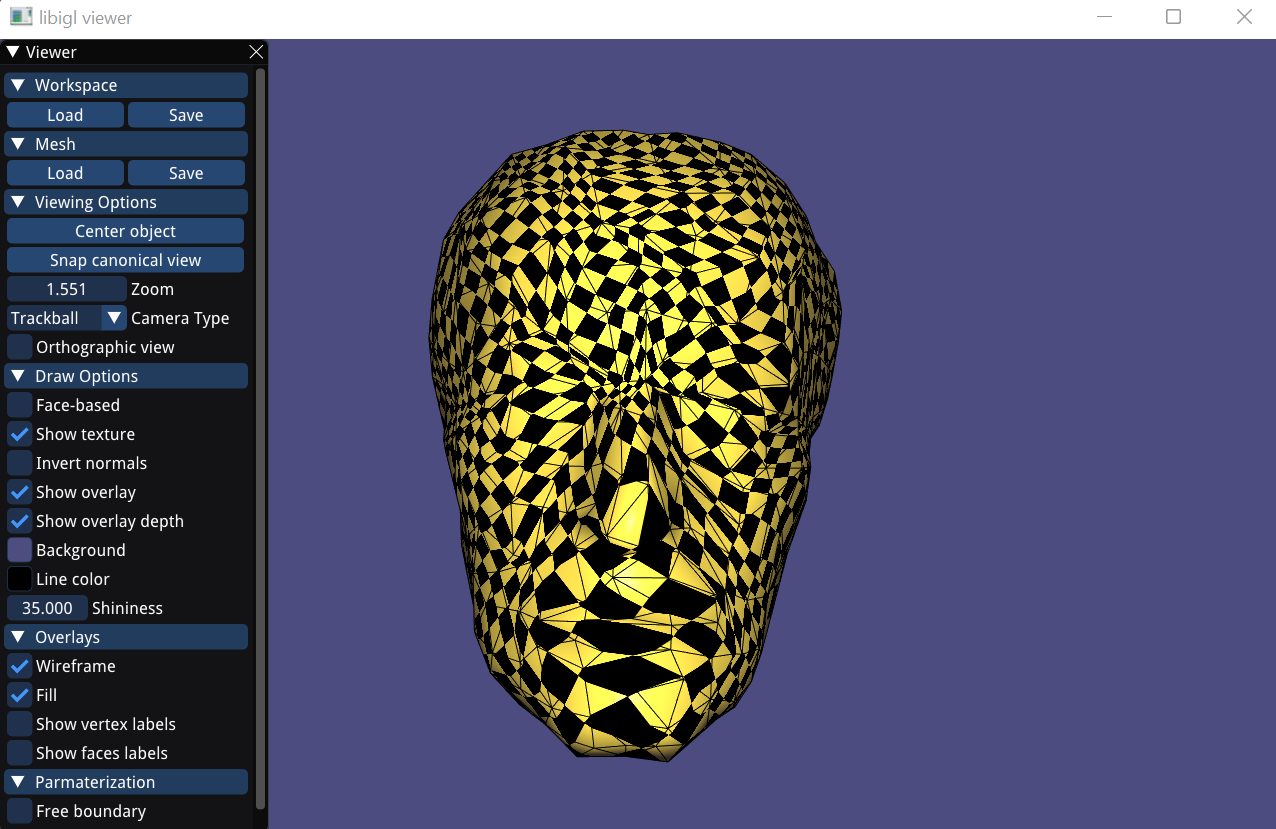 libigl viewer
Viewer
Workspace
Load Save
Mesh
Load Save
Viewing Options
Center object
Snap canonical view
1.551 Zoom
Trackball Camera Type
Orthographic view
Draw Options
Face-based
Show texture
Invert normals
Show overlay
Show overlay depth
Background
Line color
35.000 Shininess
Overlays
Wireframe
Fill
Show vertex labels
Show faces labels
Parmaterization
Free boundary